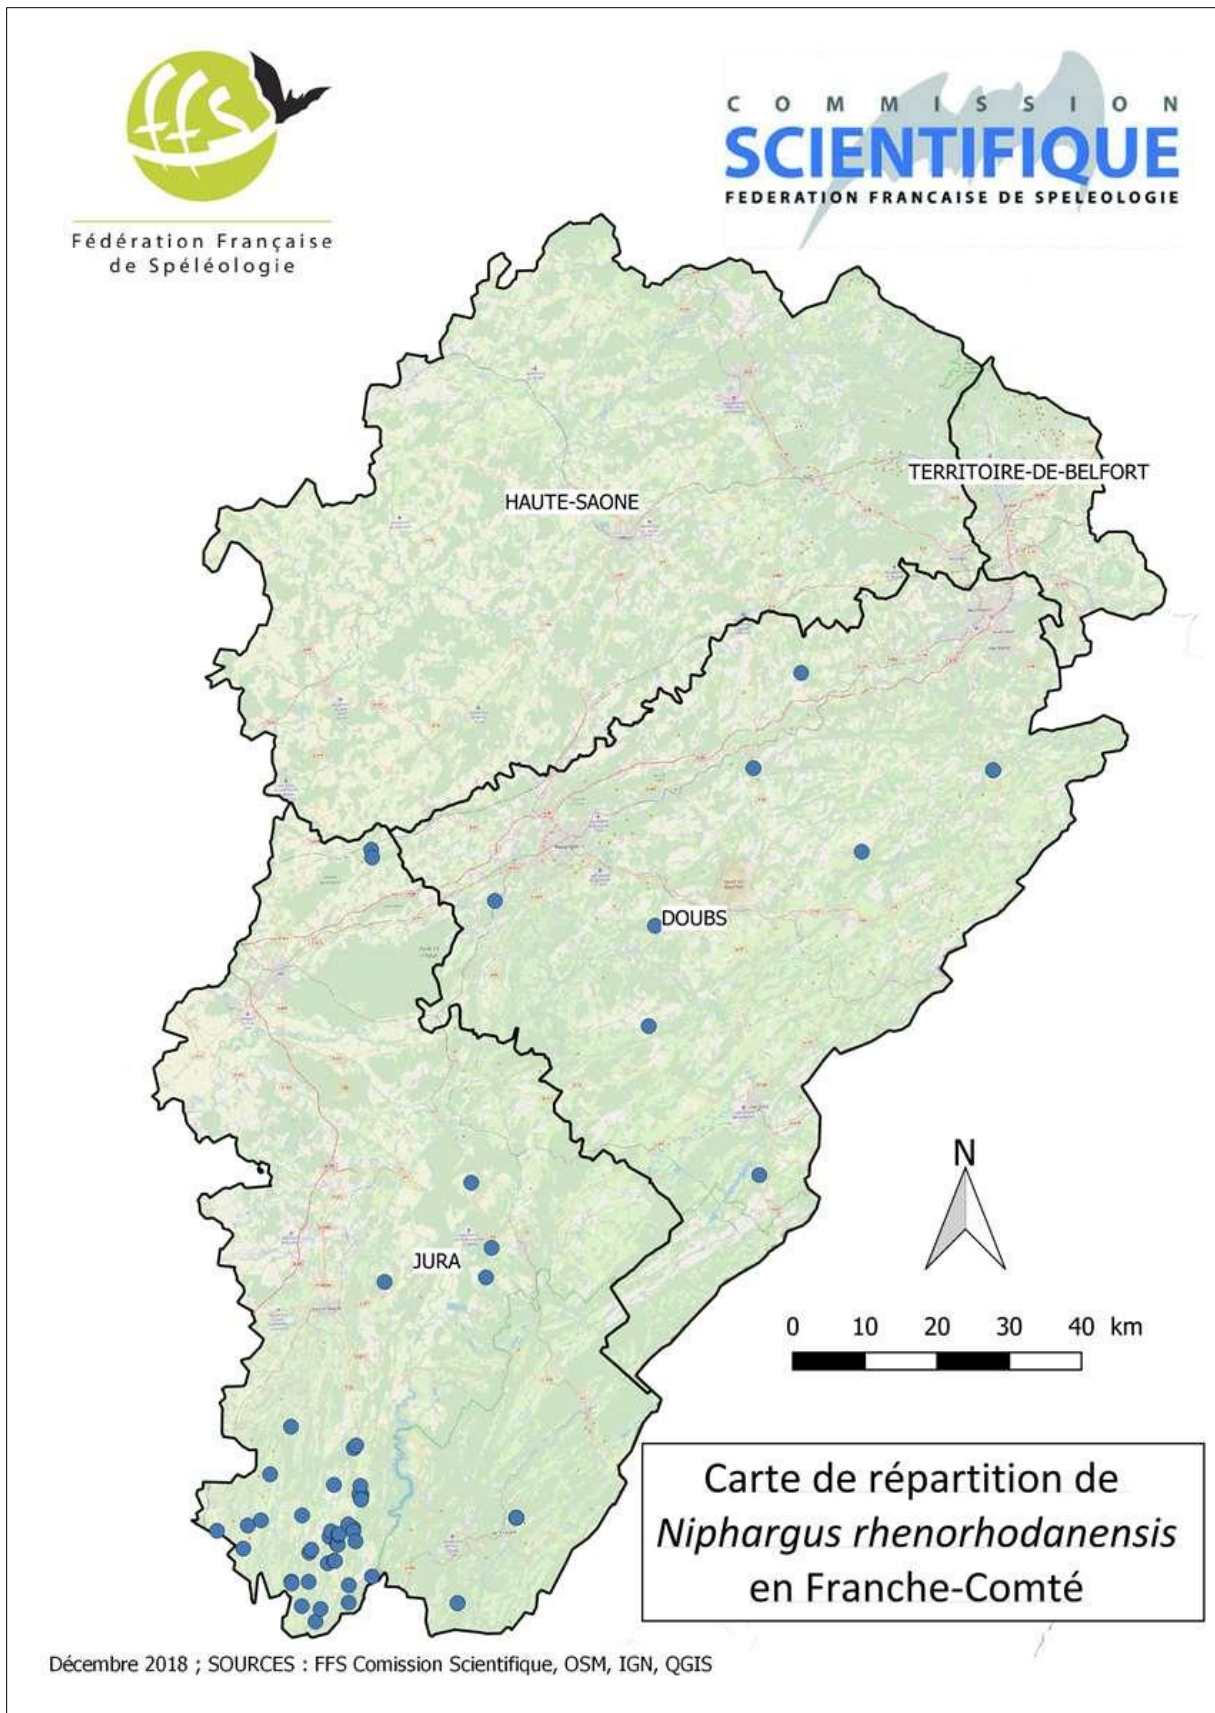 ffs
Fédération Française
de Spéléologie
COMMISSION
SCIENTIFIQUE
FEDERATION FRANCAISE DE SPELEOLOGIE
TERRITOIRE-DE-BELFORT
HAUTE-SAONE
DOUBS
JURA
N
0 10 20 30 40 km
Carte de répartition de
Niphargus rhenorhodanensis
en Franche-Comté
Décembre 2018 ; SOURCES : FFS Comission Scientifique, OSM, IGN, QGIS